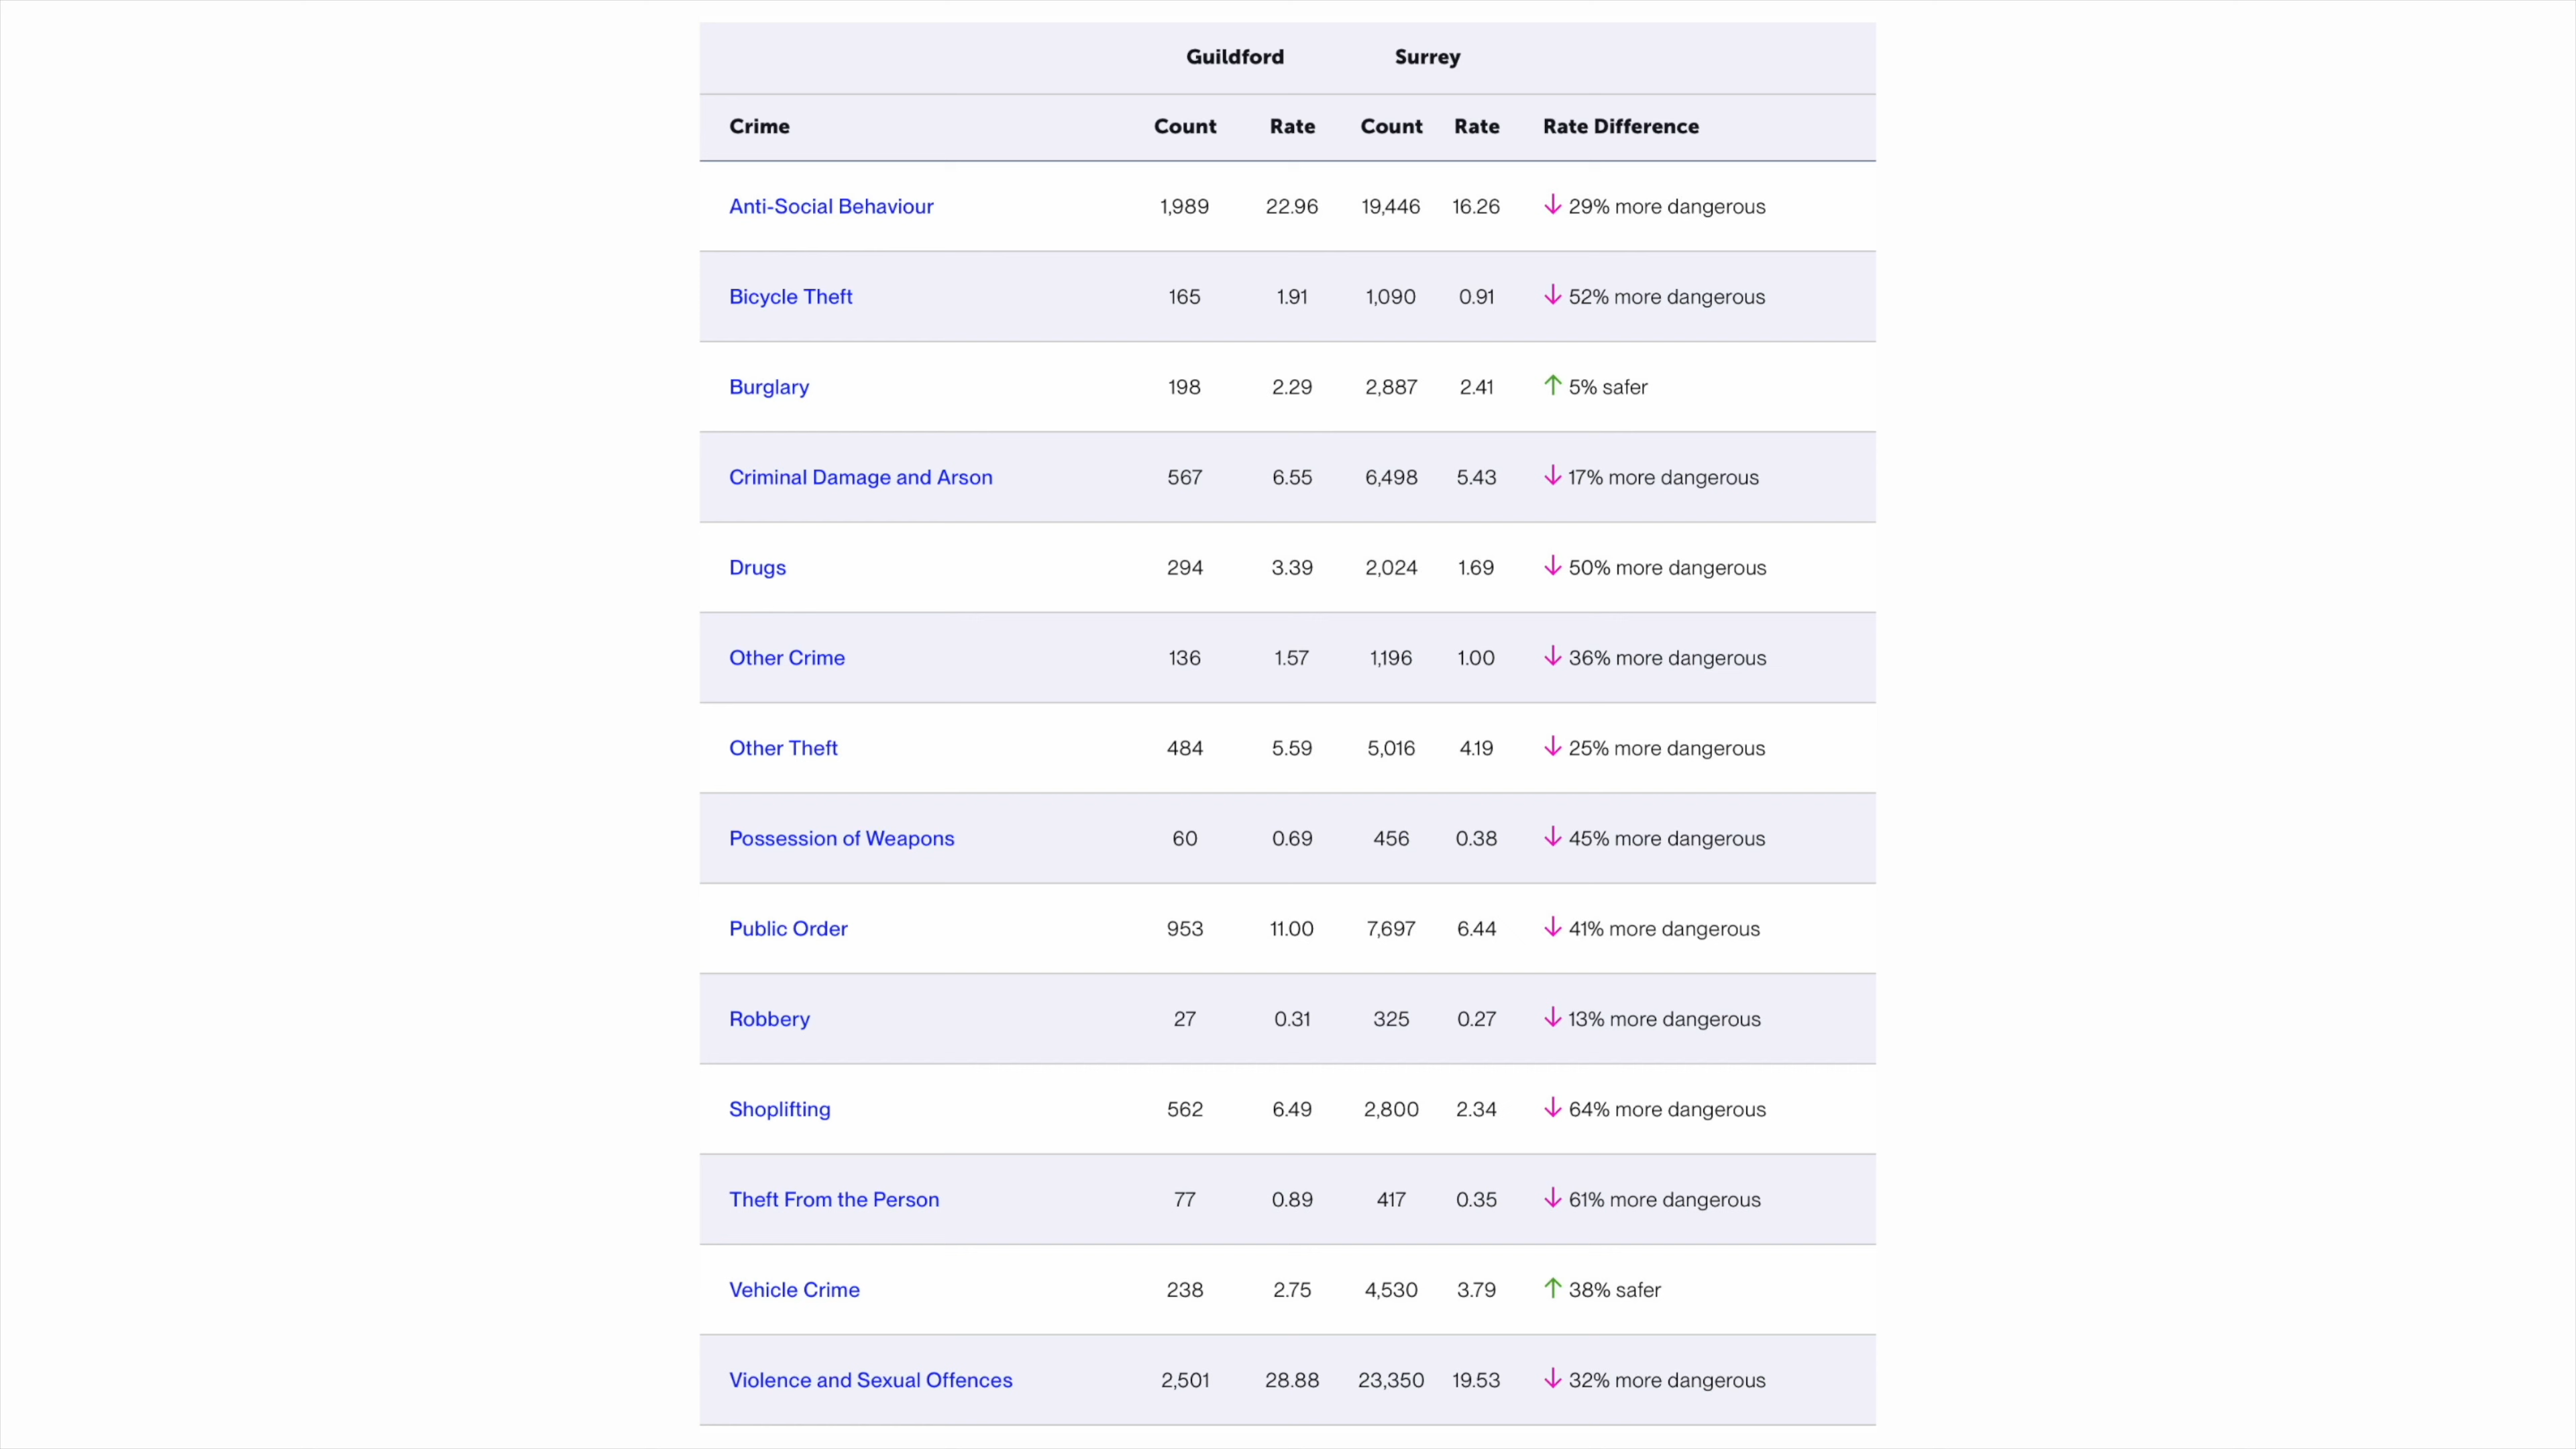 Guildford Surrey
Crime Count Rate Count Rate Rate Difference
Anti-Social Behaviour 1,989 22.96 19,446 16.26 ↓ 29% more dangerous
Bicycle Theft 165 1.91 1,090 0.91 ↓ 52% more dangerous
Burglary 198 2.29 2,887 2.41 ↑ 5% safer
Criminal Damage and Arson 567 6.55 6,498 5.43 ↓ 17% more dangerous
Drugs 294 3.39 2,024 1.69 ↓ 50% more dangerous
Other Crime 136 1.57 1,196 1.00 ↓ 36% more dangerous
Other Theft 484 5.59 5,016 4.19 ↓ 25% more dangerous
Possession of Weapons 60 0.69 456 0.38 ↓ 45% more dangerous
Public Order 953 11.00 7,697 6.44 ↓ 41% more dangerous
Robbery 27 0.31 325 0.27 ↓ 13% more dangerous
Shoplifting 562 6.49 2,800 2.34 ↓ 64% more dangerous
Theft From the Person 77 0.89 417 0.35 ↓ 61% more dangerous
Vehicle Crime 238 2.75 4,530 3.79 ↑ 38% safer
Violence and Sexual Offences 2,501 28.88 23,350 19.53 ↓ 32% more dangerous